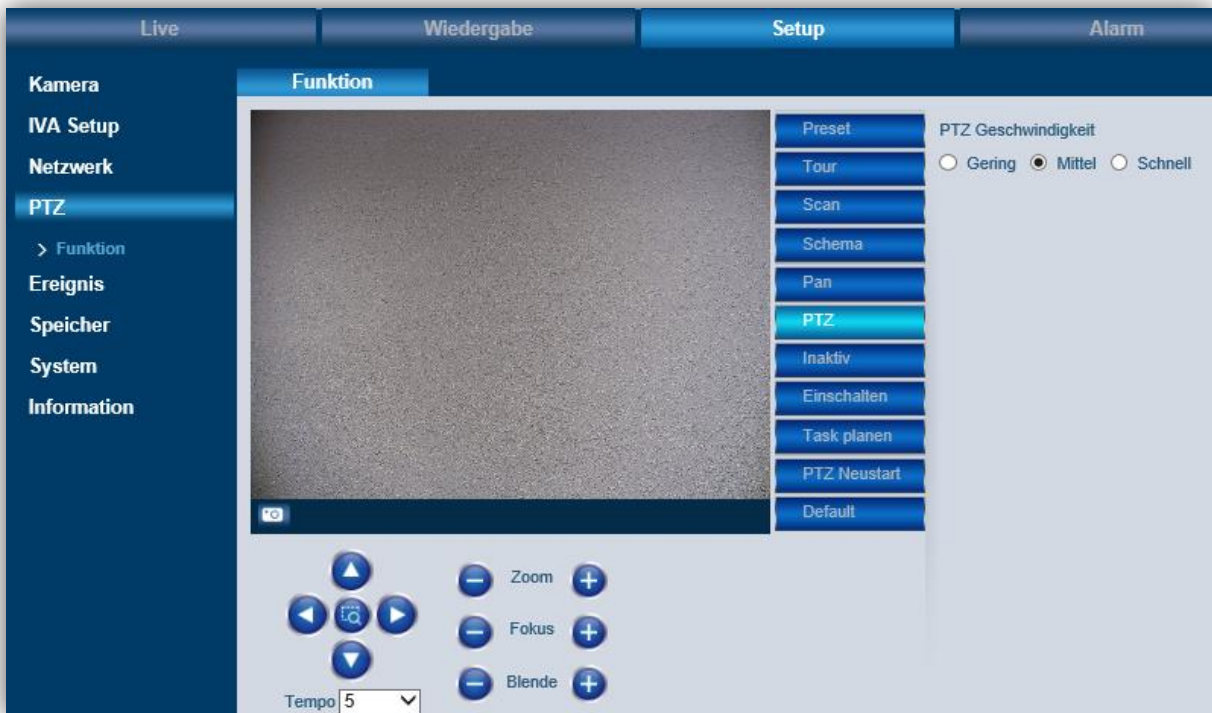 Live Wiedergabe Setup Alarm
Kamera
IVA Setup
Netzwerk
PTZ
Funktion
Ereignis
Speicher
System
Information
Funktion
Preset
Tour
Scan
Schema
Pan
PTZ
Inaktiv
Einschalten
Task planen
PTZ Neustart
Default
PTZ Geschwindigkeit
Gering Mittel Schnell
Zoom
Fokus
Blende
Tempo 5